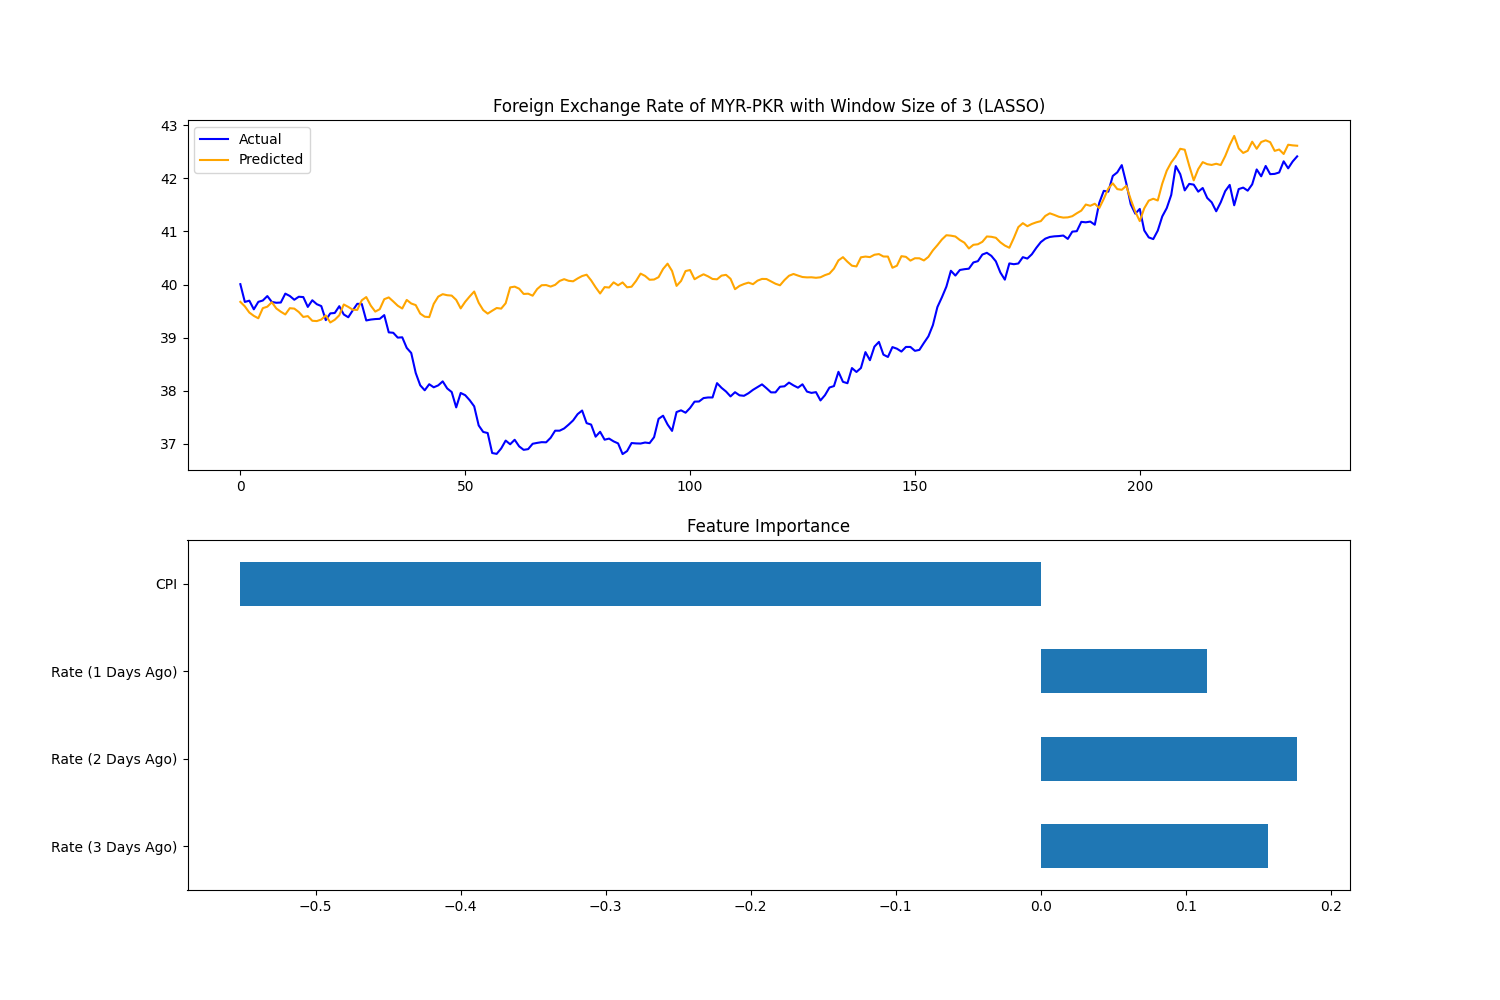 Foreign Exchange Rate of MYR-PKR with Window Size of 3 (LASSO)
43
42
41
40
39
38
37
Actual
Predicted
0
50
100
150
200
Feature Importance
CPI
Rate (1 Days Ago)
Rate (2 Days Ago)
Rate (3 Days Ago)
−0.5
−0.4
−0.3
−0.2
−0.1
0.0
0.1
0.2